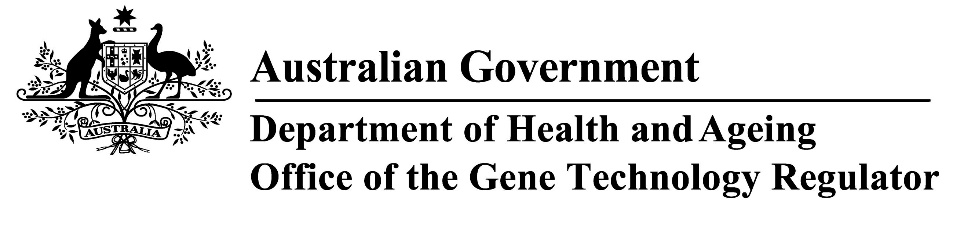 AUSTRALIA
Australian Government
Department of Health and Ageing
Office of the Gene Technology Regulator